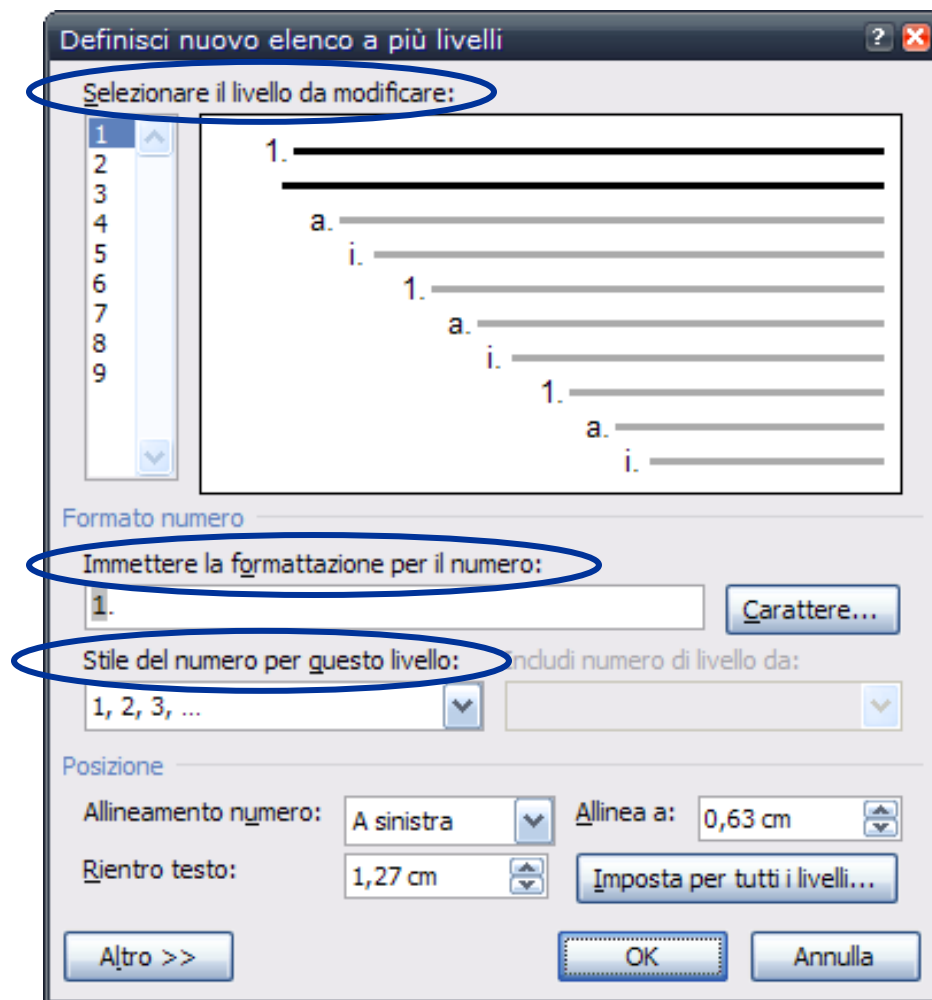 Definisci nuovo elenco a più livelli
Selezionare il livello da modificare:
1
2
3
4
5
6
7
8
9
1.
a.
i.
1.
a.
i.
1.
a.
i.
Formato numero
Immettere la formattazione per il numero:
1.
Carattere...
Stile del numero per questo livello: Includi numero di livello da:
1, 2, 3, ...
Posizione
Allineamento numero: A sinistra Allinea a: 0,63 cm
Rientro testo: 1,27 cm Imposta per tutti i livelli...
Altro >> OK Annulla